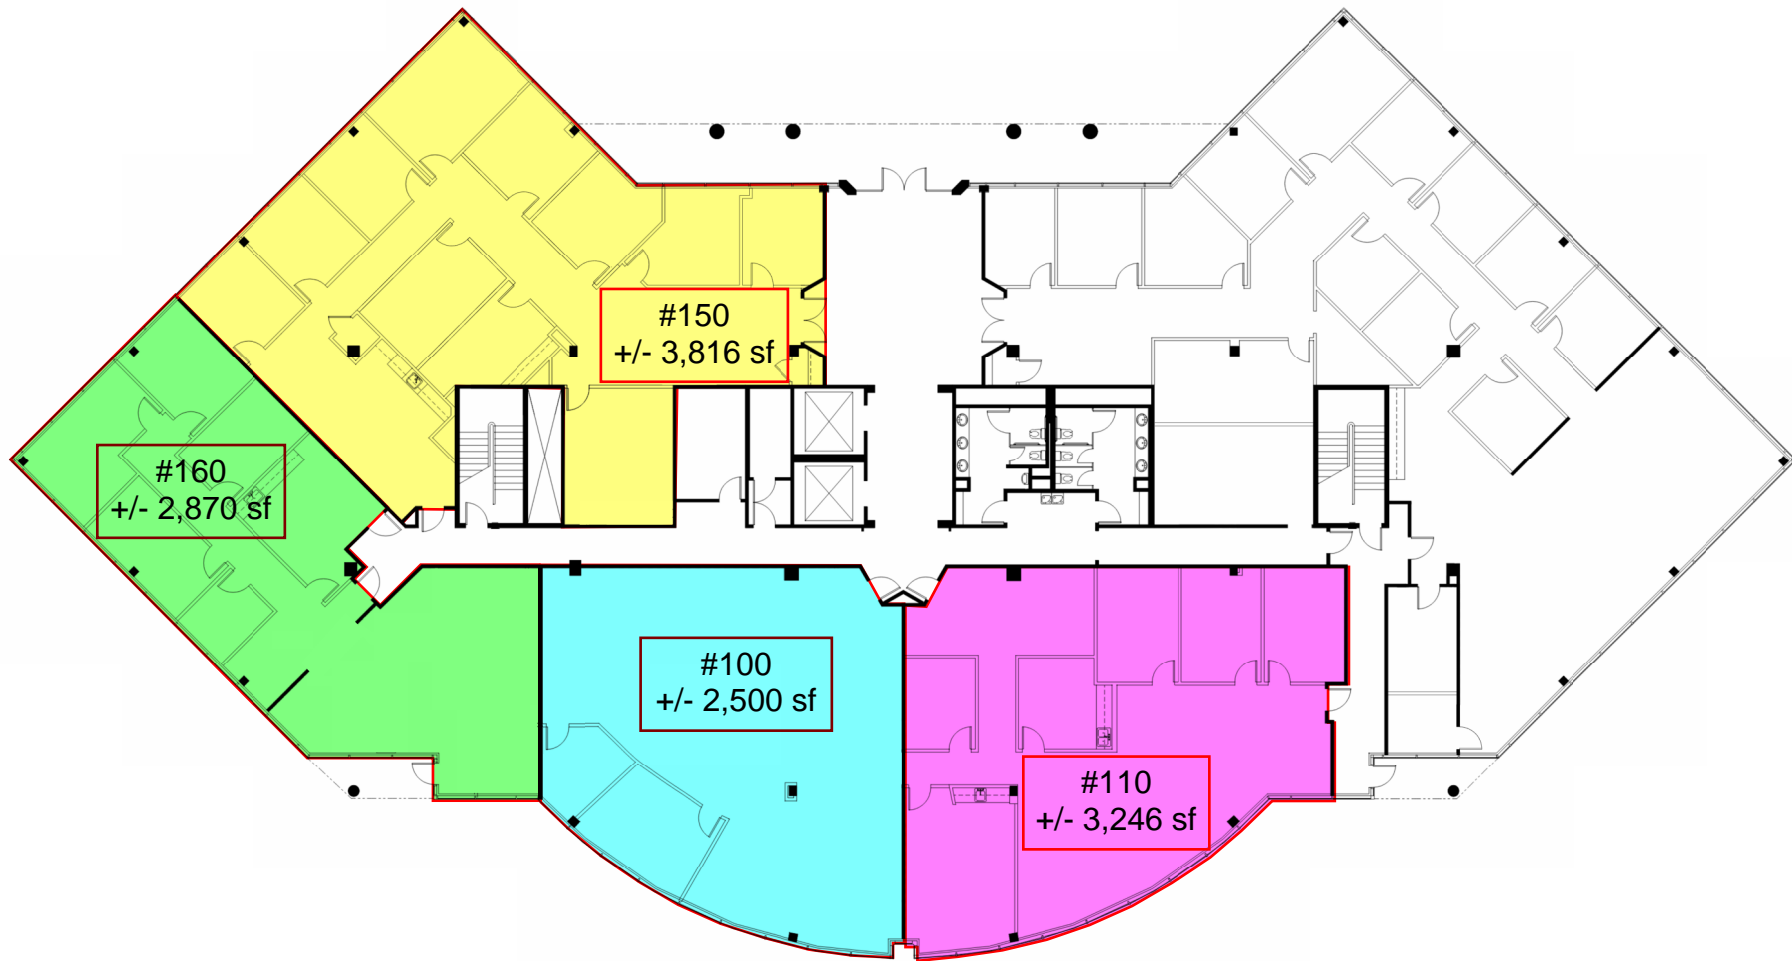 #150
+/- 3,816 sf
#160
+/- 2,870 sf
#100
+/- 2,500 sf
#110
+/- 3,246 sf